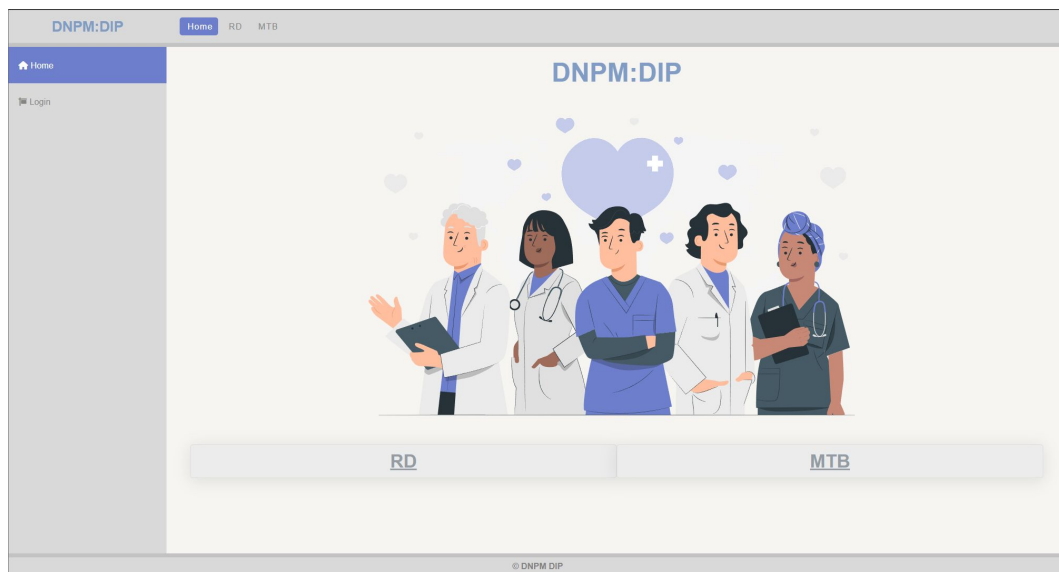 DNPM:DIP Home RD MTB
Home
Login
DNPM:DIP
RD MTB
© DNPM DIP